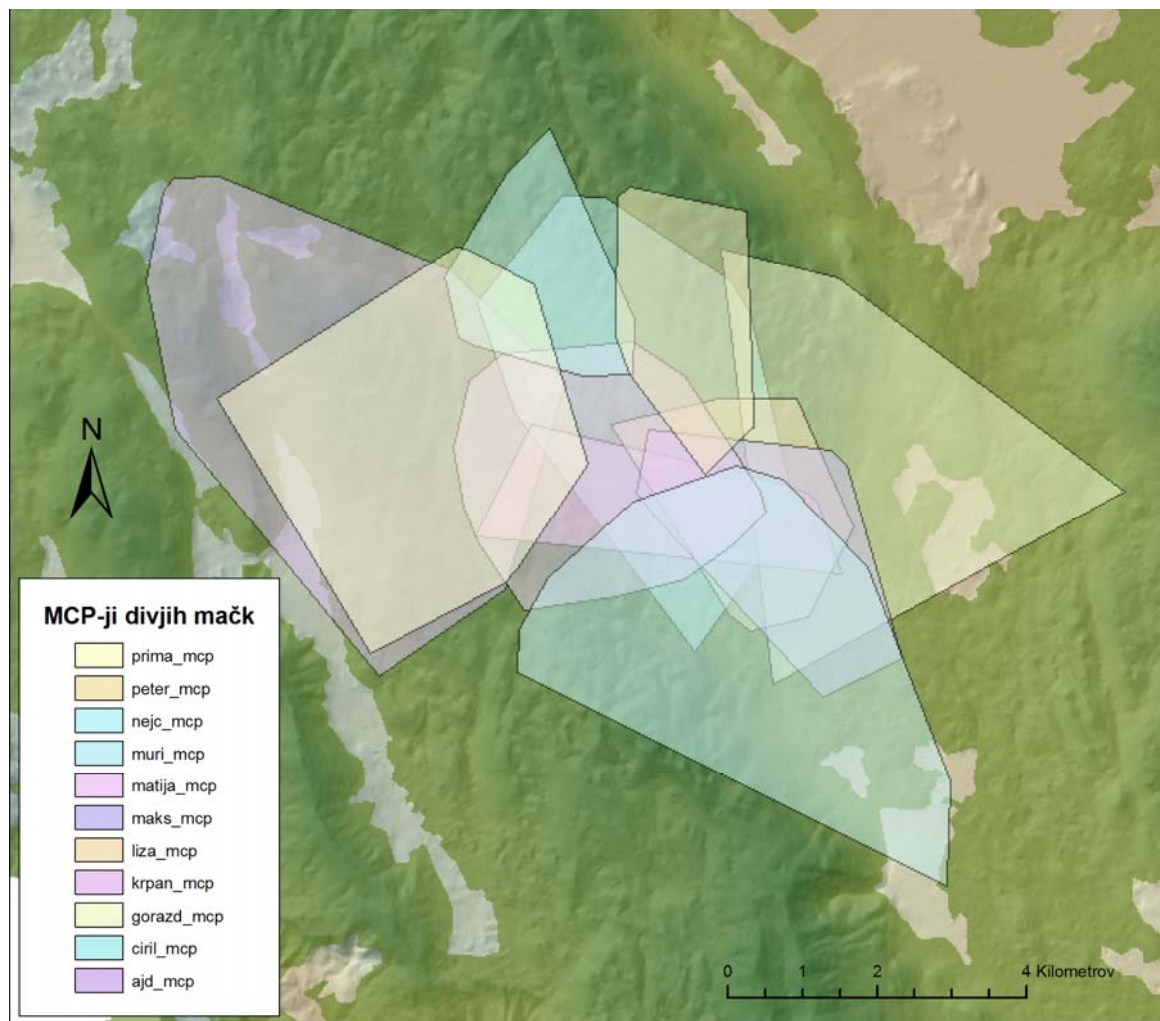 N
MCP-ji divjih mačk
prima_mcp
peter_mcp
nejc_mcp
muri_mcp
matija_mcp
maks_mcp
liza_mcp
krpan_mcp
gorazd_mcp
ciril_mcp
ajd_mcp
0 1 2 4 Kilometrov